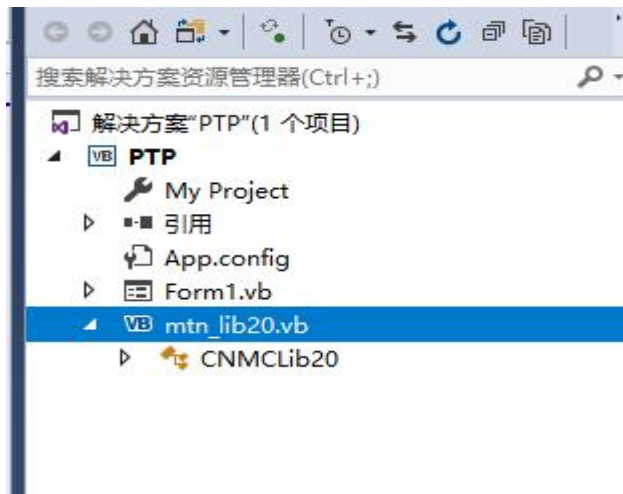 搜索解决方案资源管理器(Ctrl+;)
解决方案"PTP"(1 个项目)
VB PTP
My Project
引用
App.config
Form1.vb
VB mtn_lib20.vb
CNMCLib20